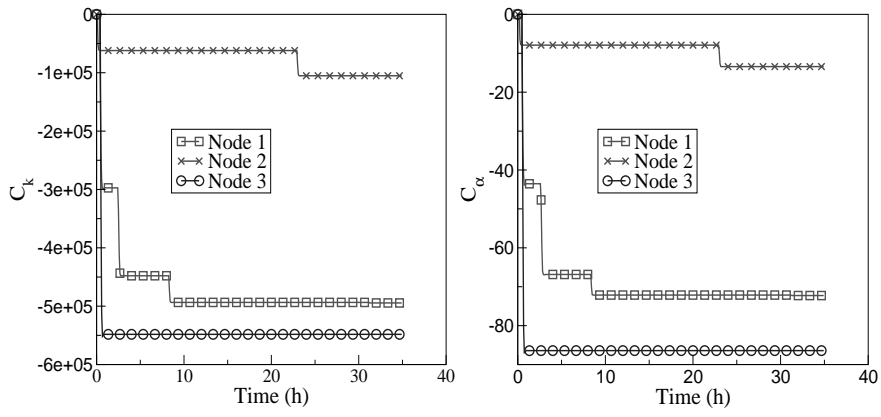 0
-1e+05
-2e+05
-3e+05
-4e+05
-5e+05
-6e+05
C_k
0
10
20
30
40
Time (h)
Node 1
Node 2
Node 3
0
-20
-40
-60
-80
C_α
0
10
20
30
40
Time (h)
Node 1
Node 2
Node 3